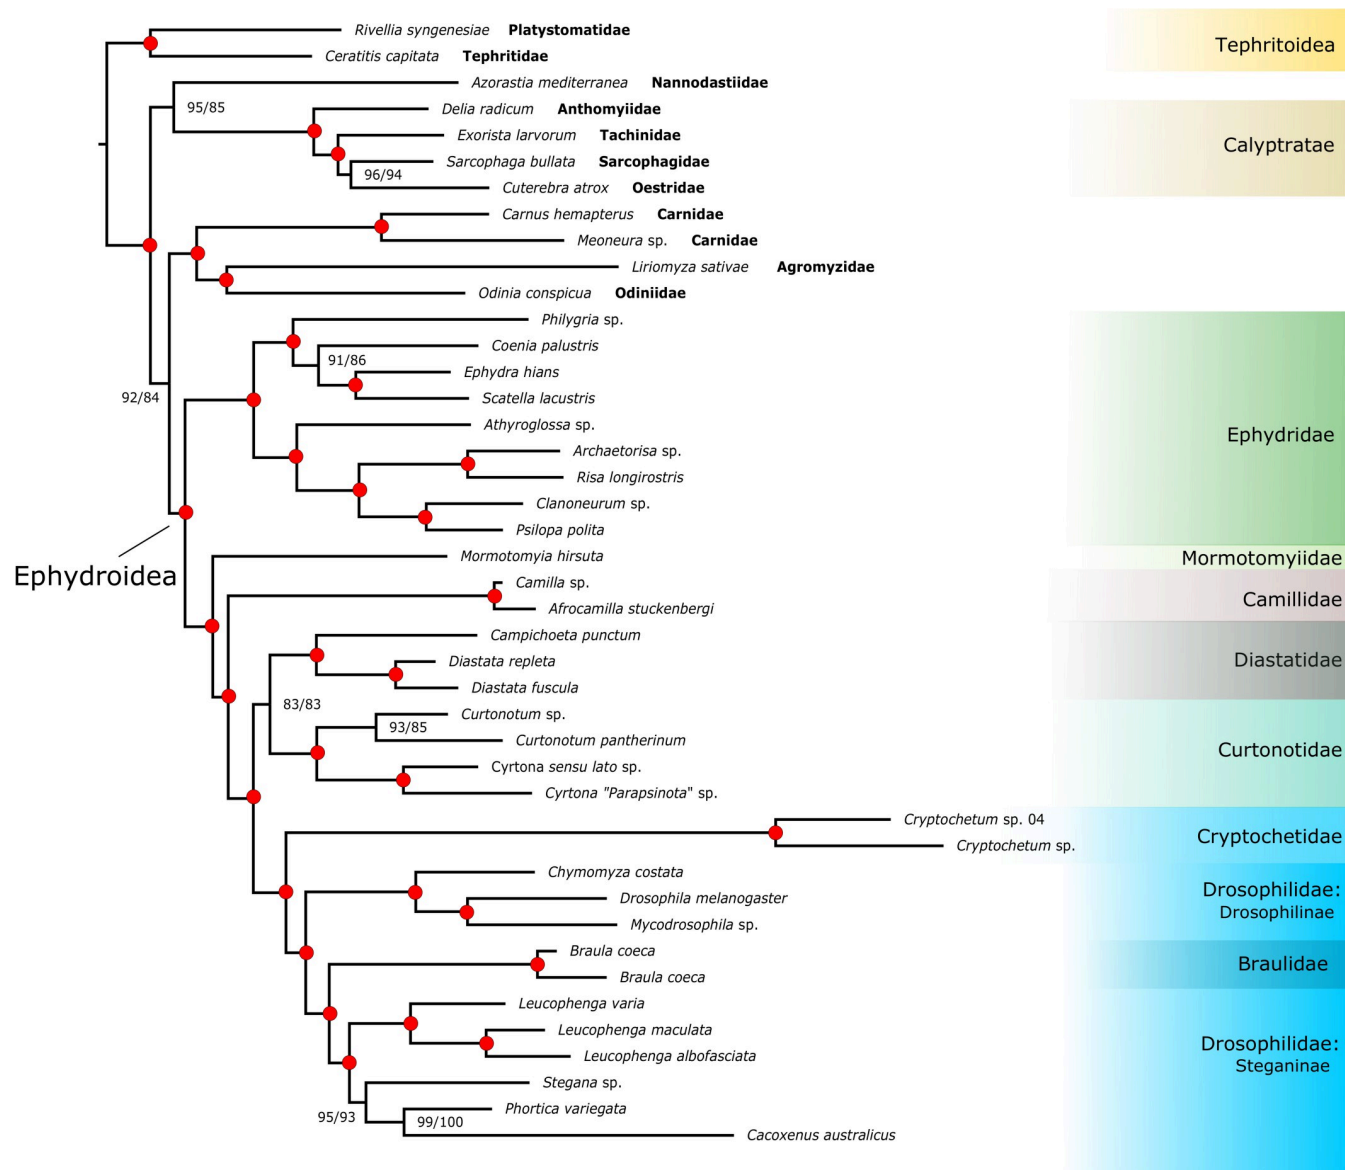 Rivellia syngenesiae Platystomatidae
Ceratitis capitata Tephritidae
Tephritoidea
Azorastia mediterranea Nannodastiidae
95/85
Delia radicum Anthomyiidae
Exorista larvorum Tachinidae
Calyptratae
Sarcophaga bullata Sarcophagidae
96/94
Cuterebra atrox Oestridae
Carnus hemapterus Carnidae
Meoneura sp. Carnidae
Liriomyza sativae Agromyzidae
Odinia conspicua Odiniidae
Philygria sp.
Coenia palustris
91/86
Ephydra hians
92/84
Scatella lacustris
Athyroglossa sp.
Ephydridae
Archaetorisa sp.
Risa longirostris
Clanoneurum sp.
Psilopa polita
Mormotomyia hirsuta
Mormotomyiidae
Ephydroidea
Camilla sp.
Afrocamilla stuckenbergi
Camillidae
Campichoeta punctum
Diastata repleta
Diastatidae
Diastata fuscula
83/83
Curtonotum sp.
93/85
Curtonotum pantherinum
Curtonotidae
Cyrtona sensu lato sp.
Cyrtona "Parapsinota" sp.
Cryptochetum sp. 04
Cryptochetidae
Cryptochetum sp.
Chymomyza costata
Drosophilidae:
Drosophila melanogaster
Drosophilinae
Mycodrosophila sp.
Braula coeca
Braulidae
Braula coeca
Leucophenga varia
Leucophenga maculata
Drosophilidae:
Leucophenga albofasciata
Steganinae
Stegana sp.
Phortica variegata
95/93
99/100
Cacoxenus australicus